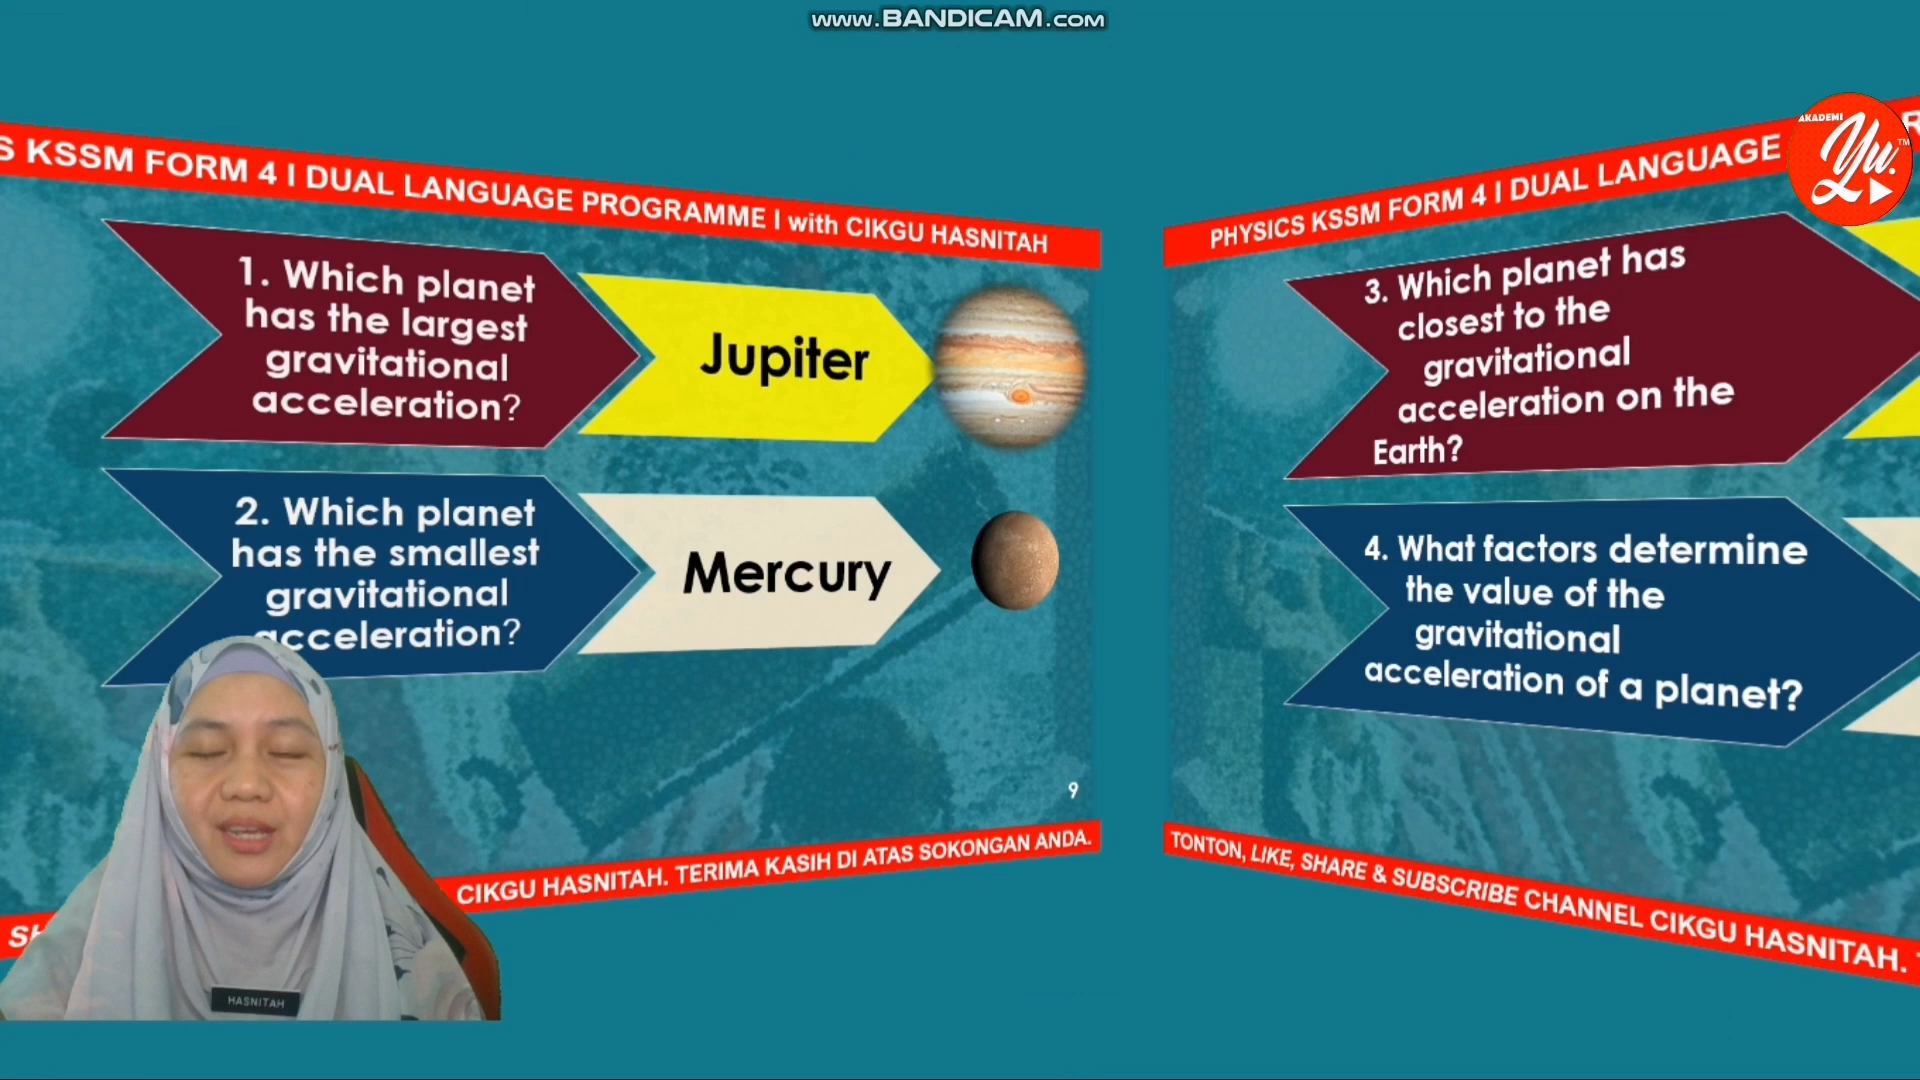 www.BANDICAM.com
S KSSM FORM 4 I DUAL LANGUAGE PROGRAMME I with CIKGU HASNITAH
1. Which planet
has the largest
gravitational
acceleration?
Jupiter
2. Which planet
has the smallest
gravitational
acceleration?
Mercury
9
CIKGU HASNITAH. TERIMA KASIH DI ATAS SOKONGAN ANDA.
HASNITAH
AKADEMI
Yu.
TM
PHYSICS KSSM FORM 4 I DUAL LANGUAGE
3. Which planet has
closest to the
gravitational
acceleration on the
Earth?
4. What factors determine
the value of the
gravitational
acceleration of a planet?
TONTON, LIKE, SHARE & SUBSCRIBE CHANNEL CIKGU HASNITAH.